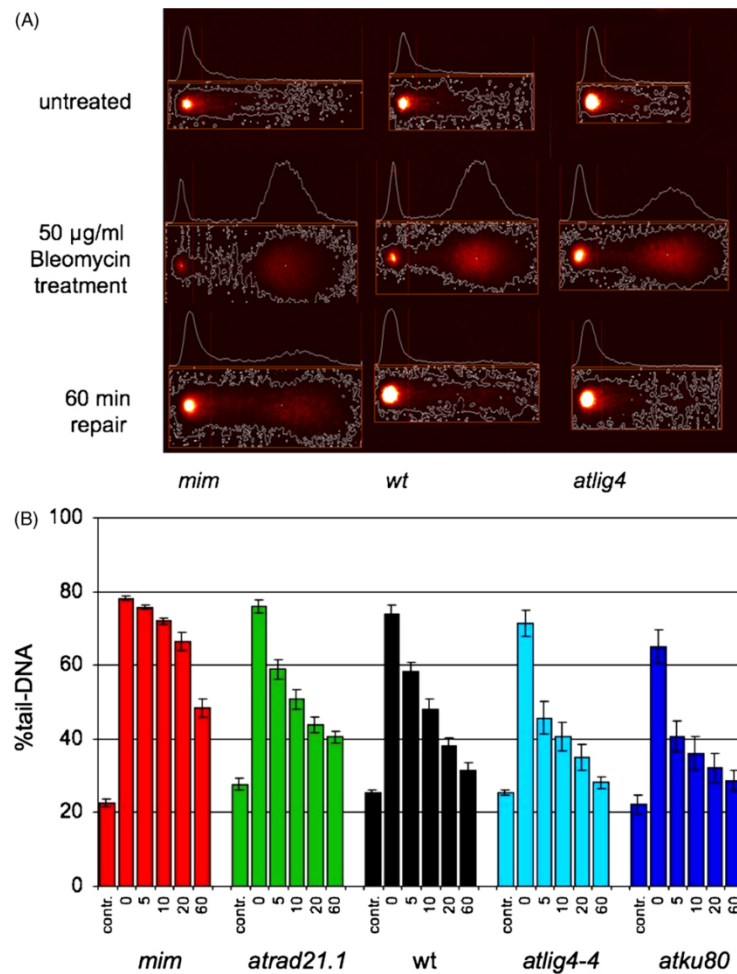 (A)
untreated
50 µg/ml
Bleomycin
treatment
60 min
repair
mim wt atlig4
(B)
%tail-DNA
100
80
60
40
20
0
contr. 0 5 10 20 60 contr. 0 5 10 20 60 contr. 0 5 10 20 60 contr. 0 5 10 20 60 contr. 0 5 10 20 60
mim atrad21.1 wt atlig4-4 atku80